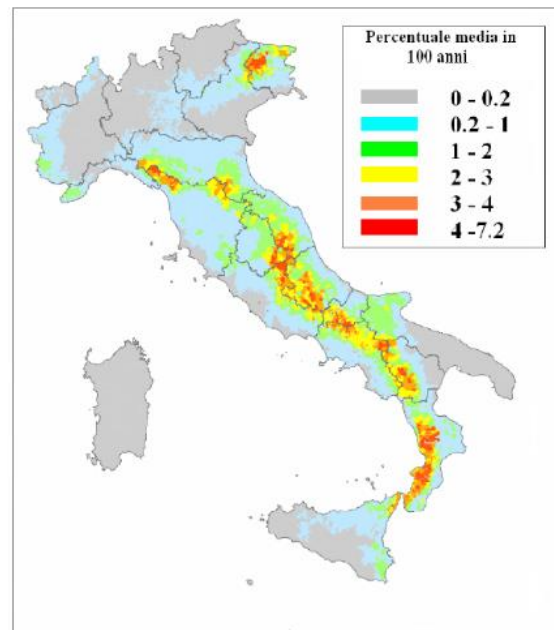 Percentuale media in
100 anni
0 - 0.2
0.2 - 1
1 - 2
2 - 3
3 - 4
4 -7.2